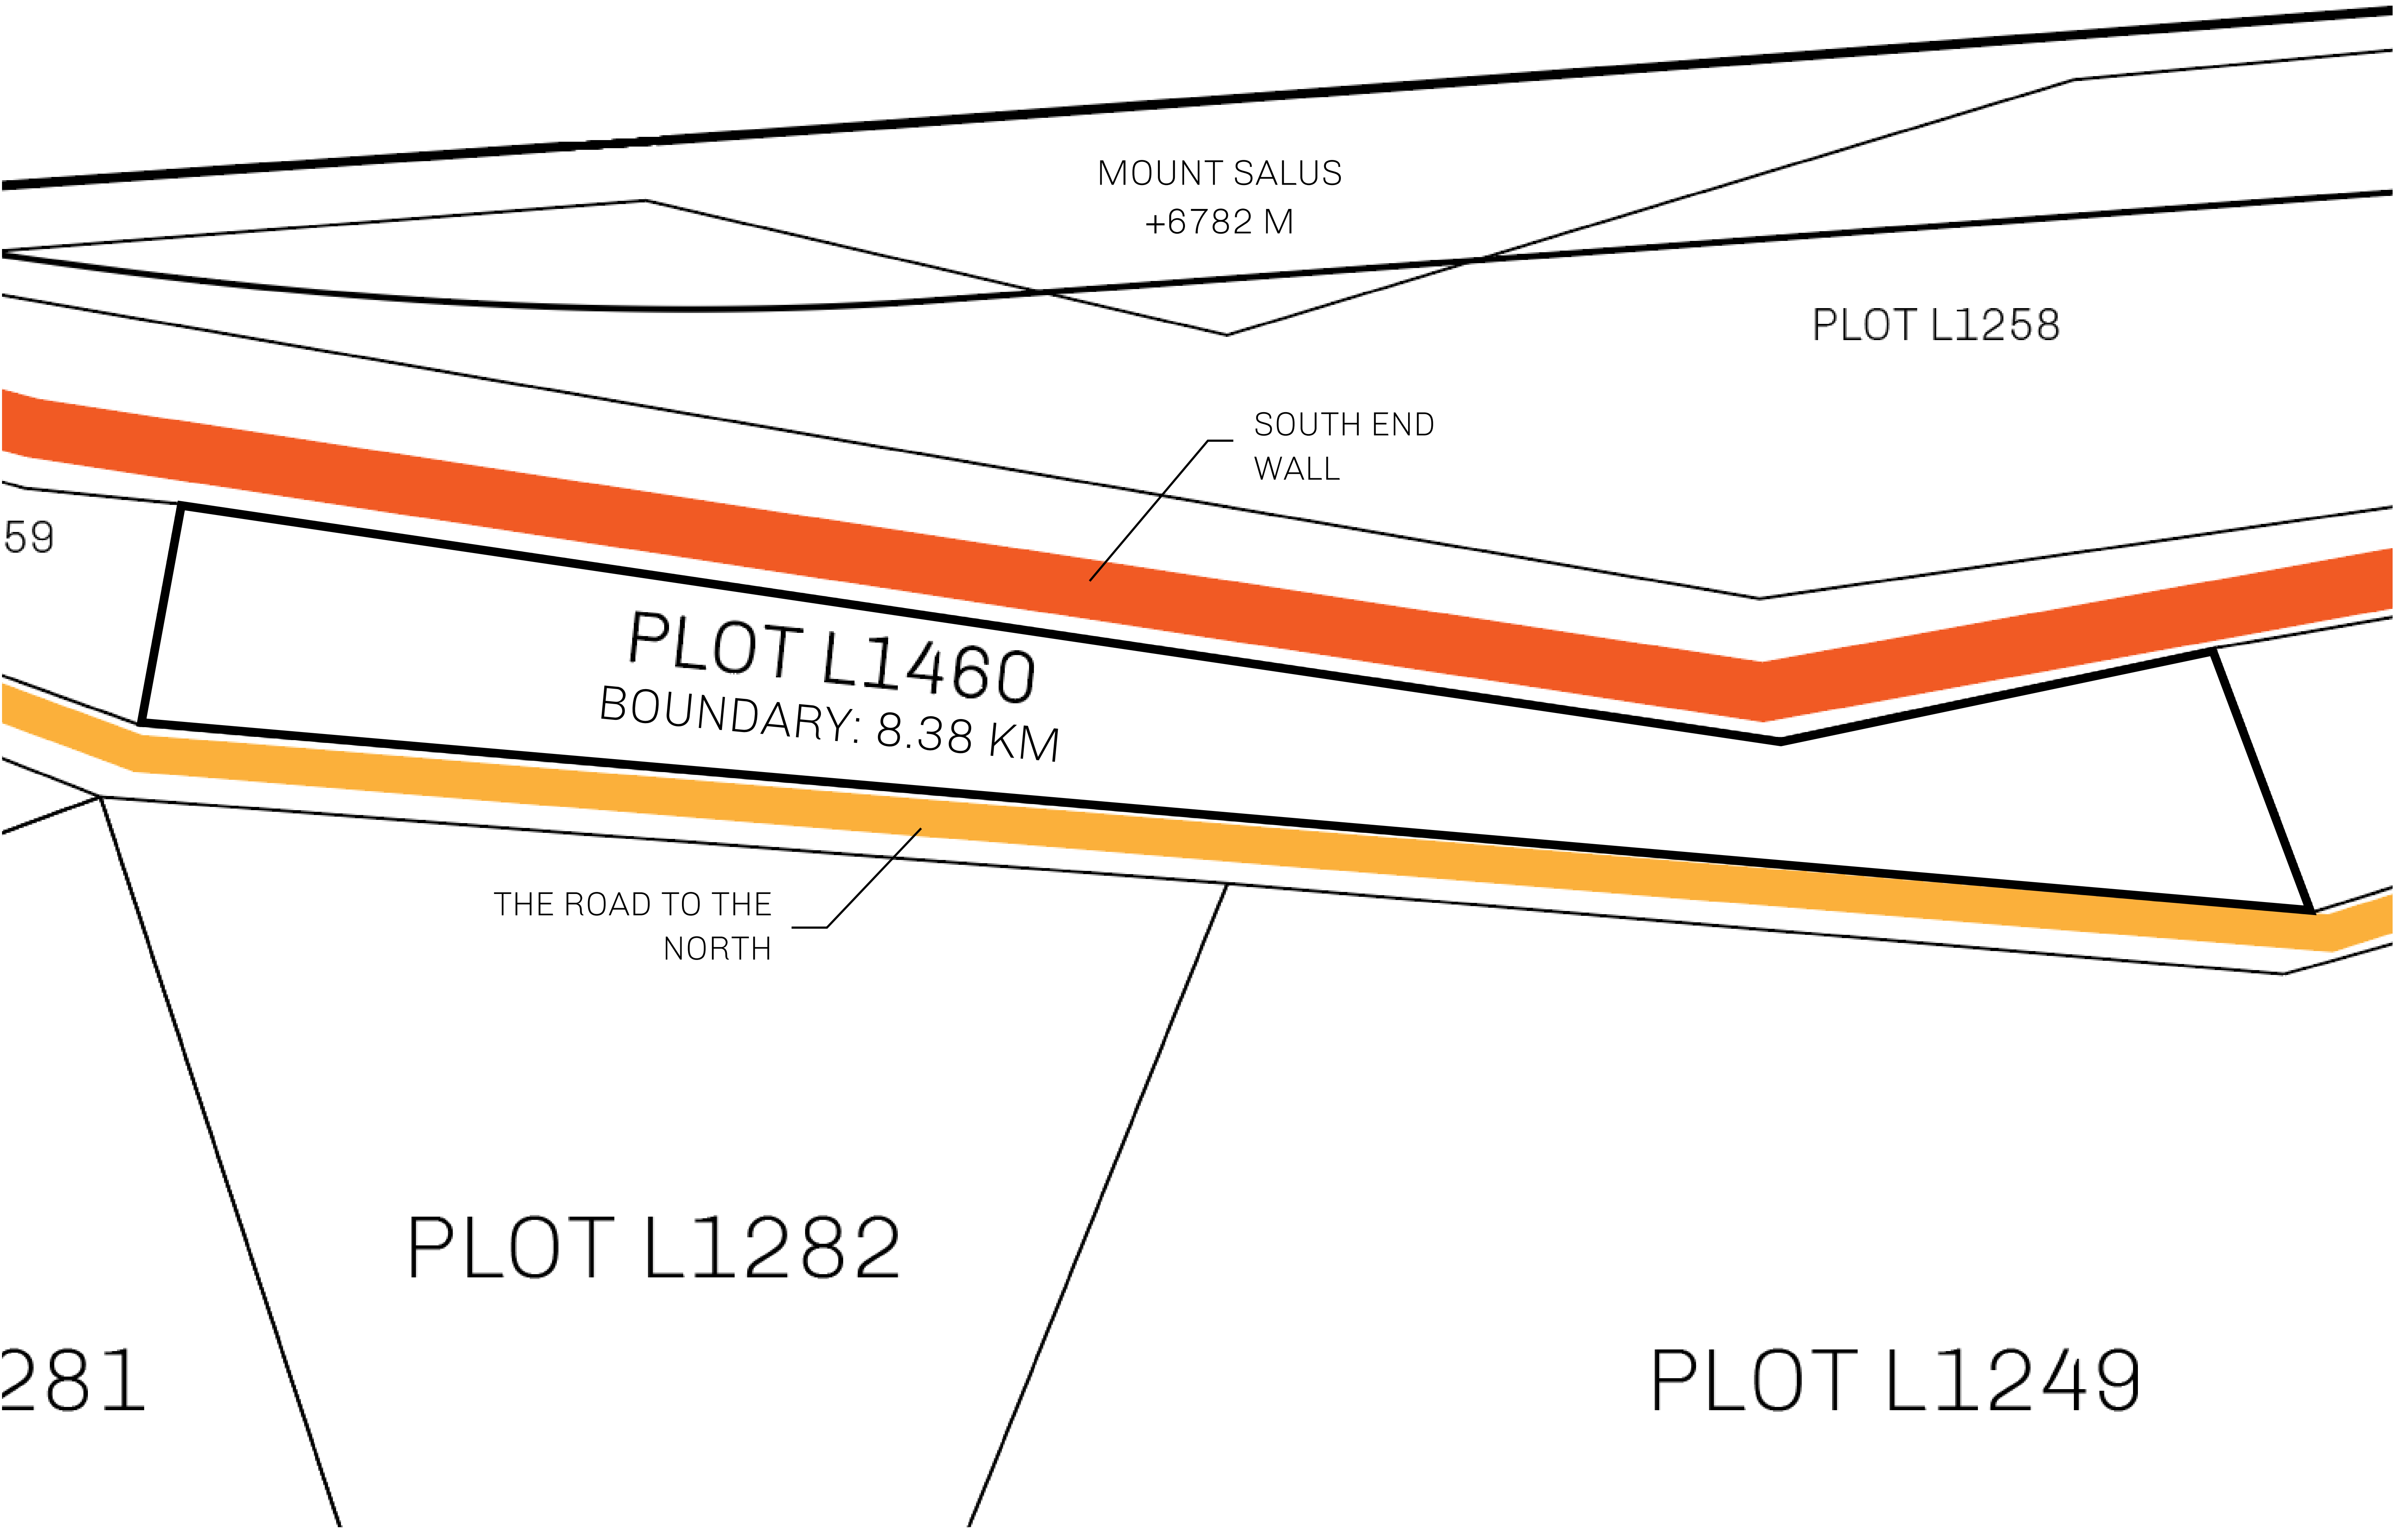 MOUNT SALUS
+6782 M
PLOT L1258
SOUTH END
WALL
59
PLOT L1460
BOUNDARY: 8.38 KM
THE ROAD TO THE
NORTH
PLOT L1282
281
PLOT L1249